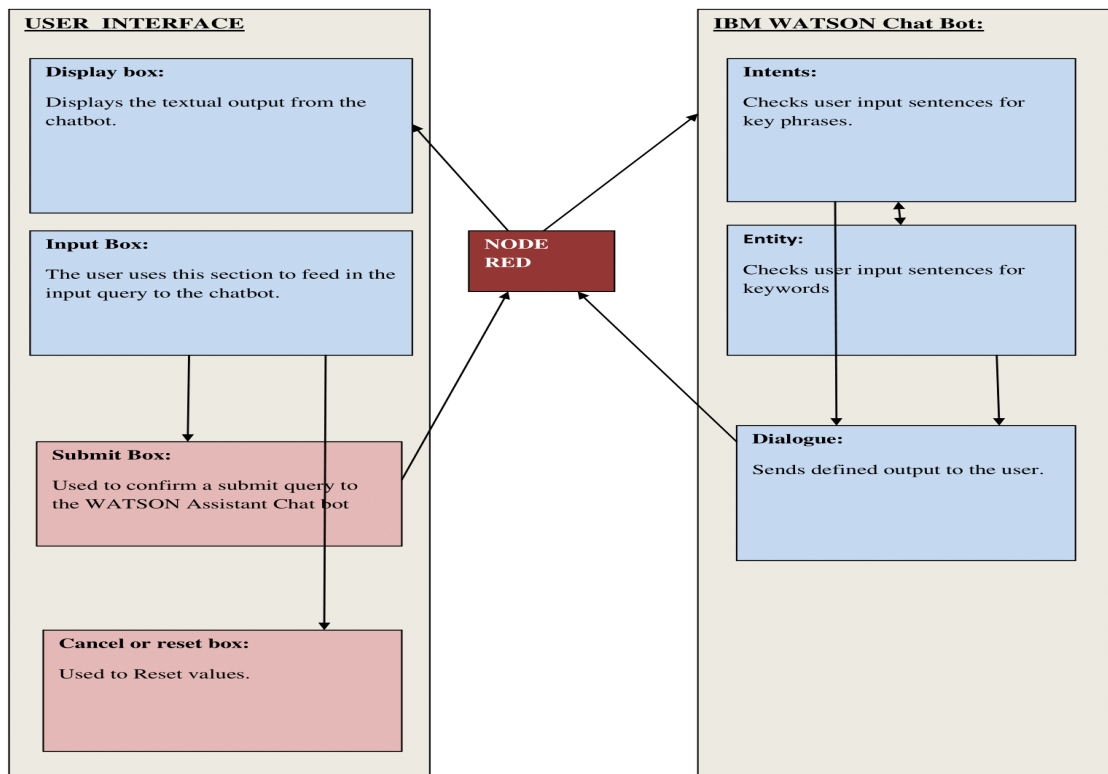 USER INTERFACE
Display box:
Displays the textual output from the
chatbot.
Input Box:
The user uses this section to feed in the
input query to the chatbot.
Submit Box:
Used to confirm a submit query to
the WATSON Assistant Chat bot
Cancel or reset box:
Used to Reset values.
NODE
RED
IBM WATSON Chat Bot:
Intents:
Checks user input sentences for
key phrases.
Entity:
Checks user input sentences for
keywords
Dialogue:
Sends defined output to the user.